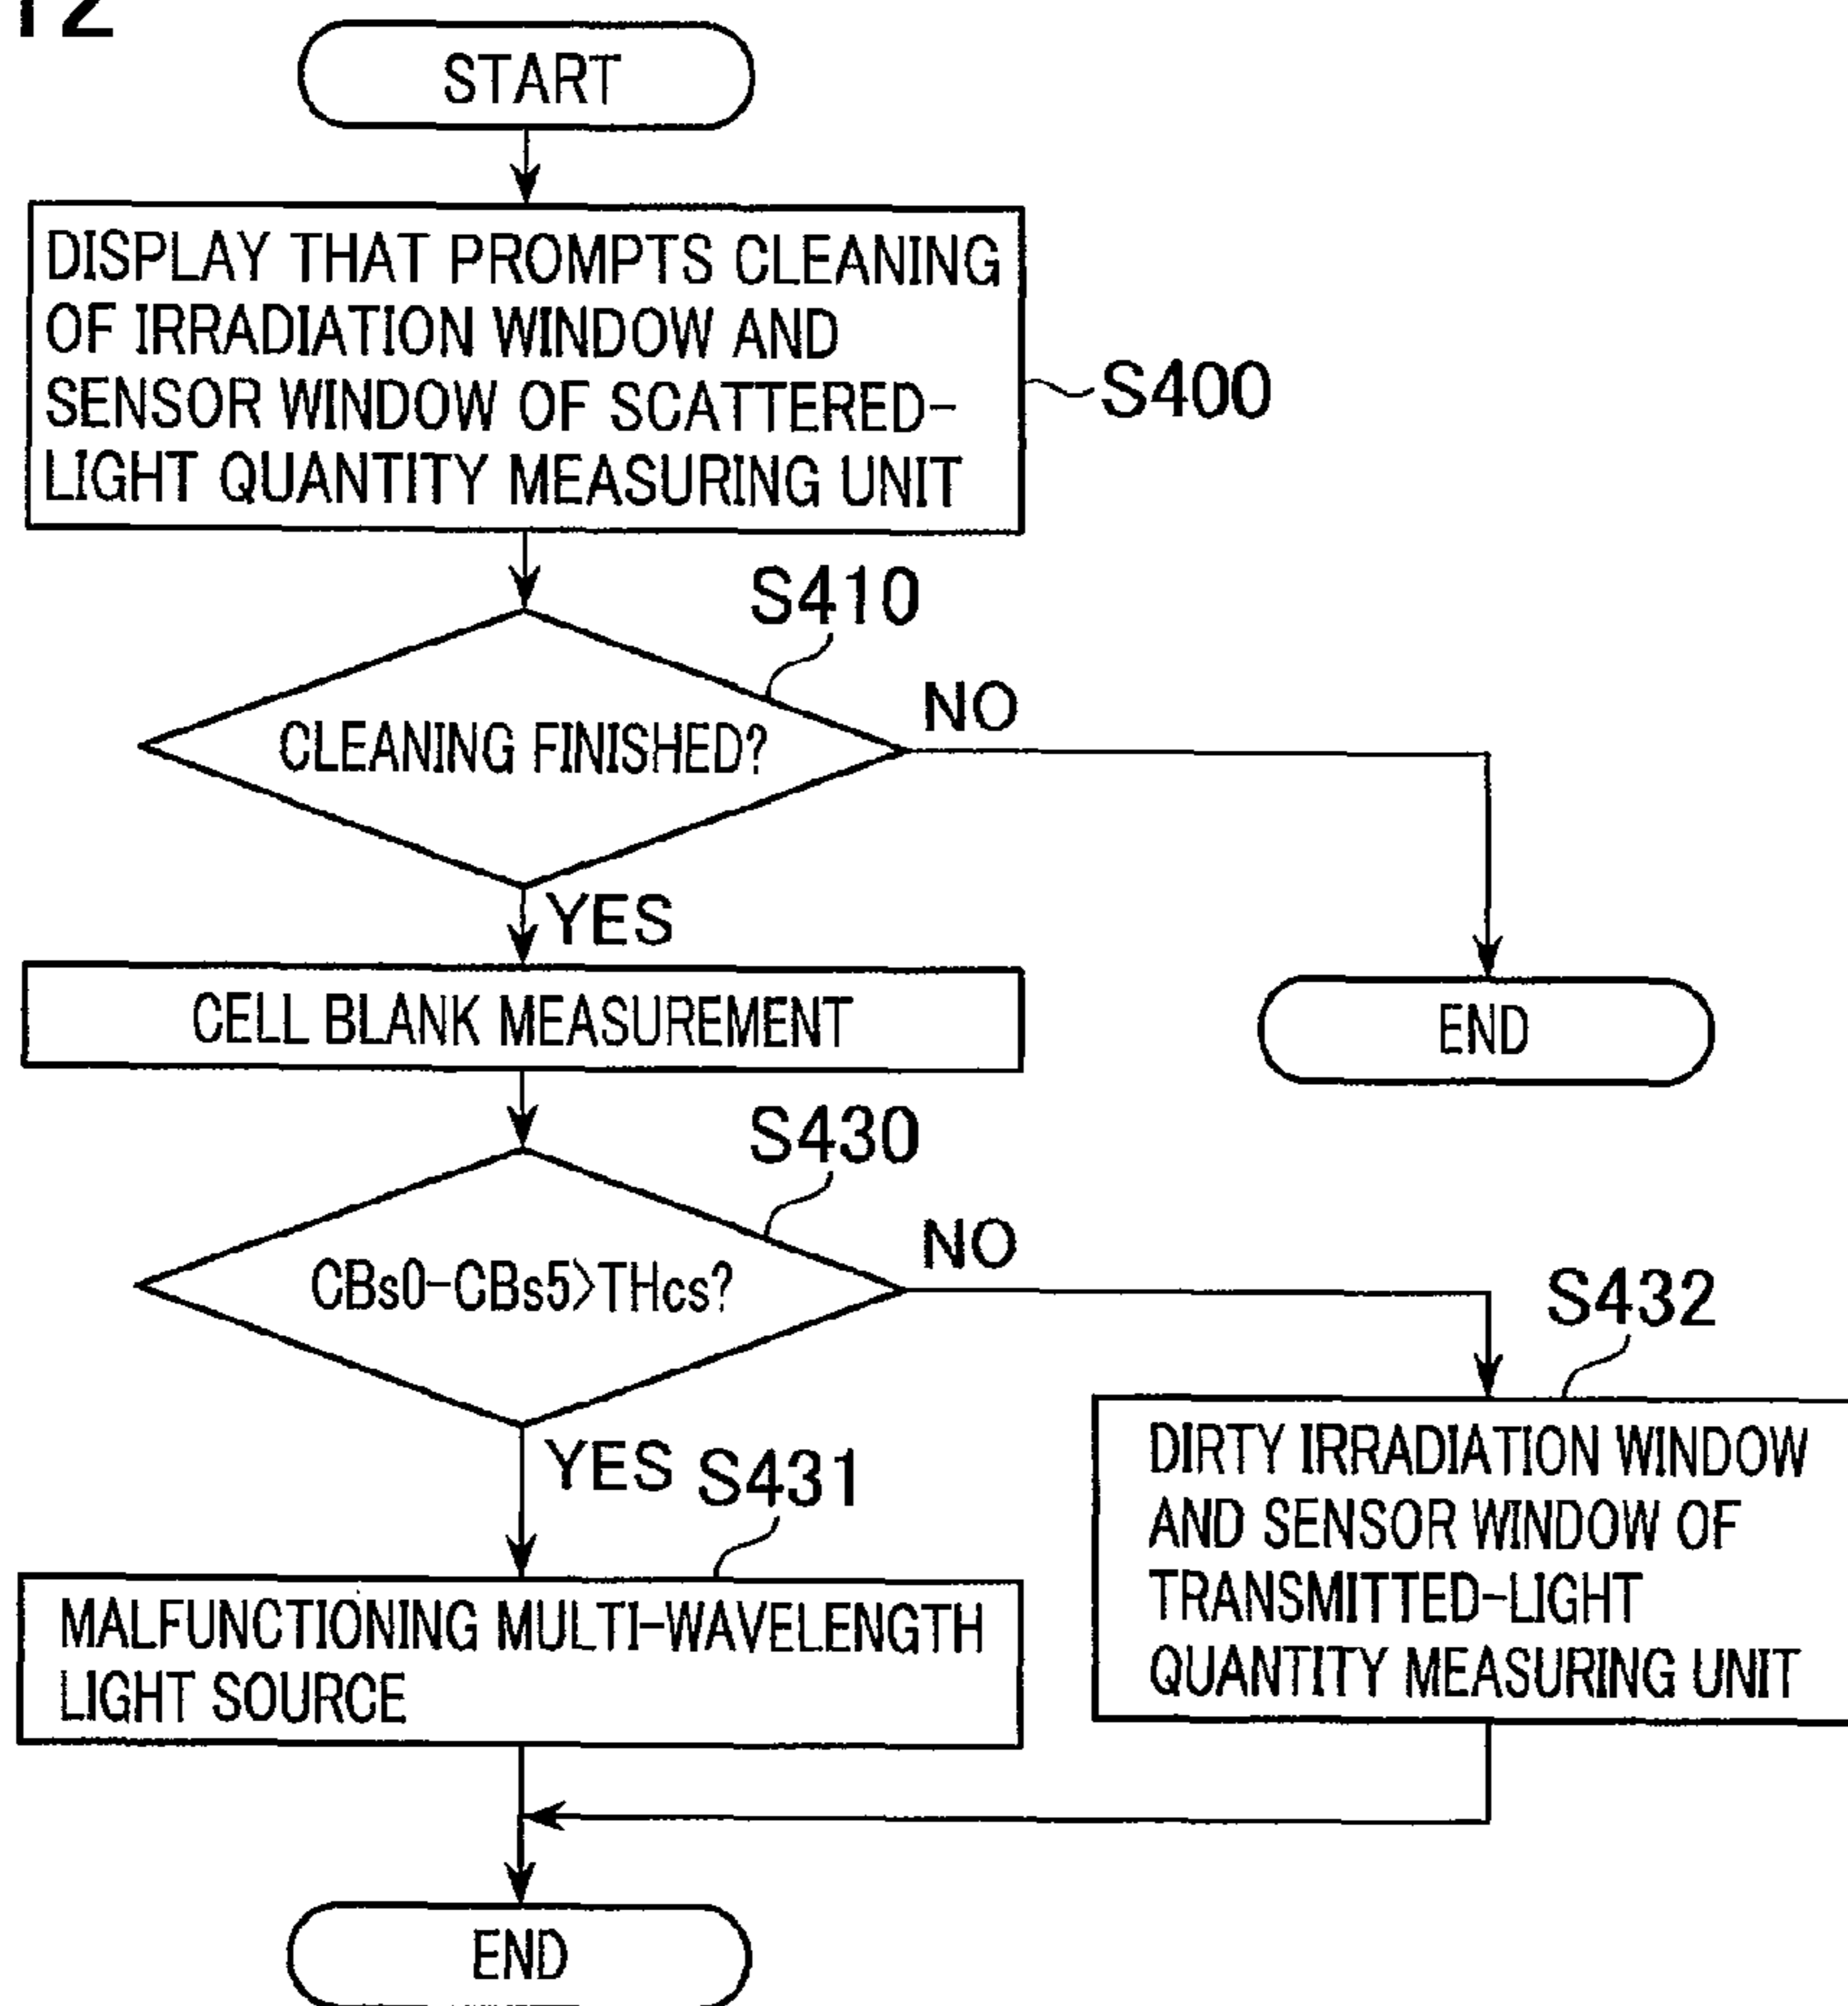 12
START
DISPLAY THAT PROMPTS CLEANING
OF IRRADIATION WINDOW AND
SENSOR WINDOW OF SCATTERED-
LIGHT QUANTITY MEASURING UNIT
S400
S410
CLEANING FINISHED?
NO
YES
CELL BLANK MEASUREMENT
END
S430
CBs0-CBs5>THcs?
NO
S432
YES
S431
DIRTY IRRADIATION WINDOW
AND SENSOR WINDOW OF
TRANSMITTED-LIGHT
QUANTITY MEASURING UNIT
MALFUNCTIONING MULTI-WAVELENGTH
LIGHT SOURCE
END